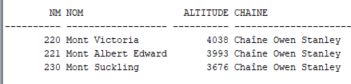 NM NOM ALTITUDE CHAINE
220 Mont Victoria 4038 Chaîne Owen Stanley
221 Mont Albert Edward 3993 Chaîne Owen Stanley
230 Mont Suckling 3676 Chaîne Owen Stanley